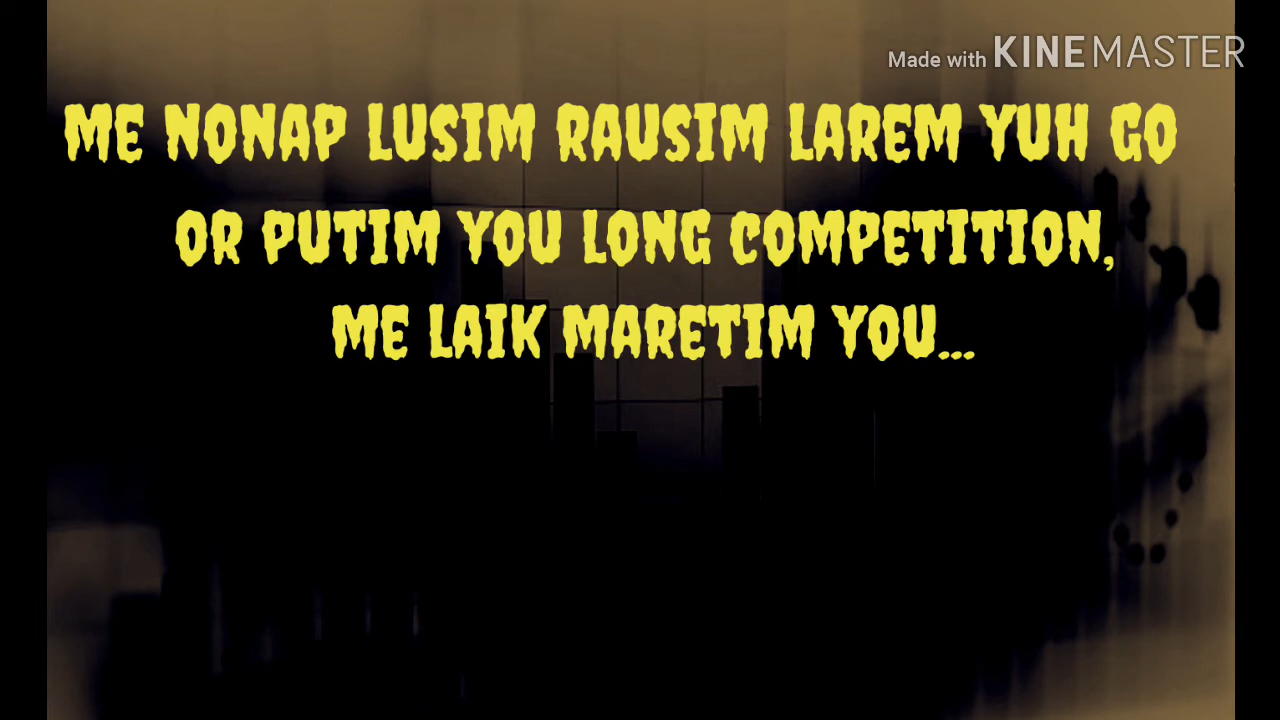 Made with KINEMASTER
ME NONAP LUSIM RAUSIM LAREM YUH GO
OR PUTIM YOU LONG COMPETITION,
ME LAIK MARETIM YOU...